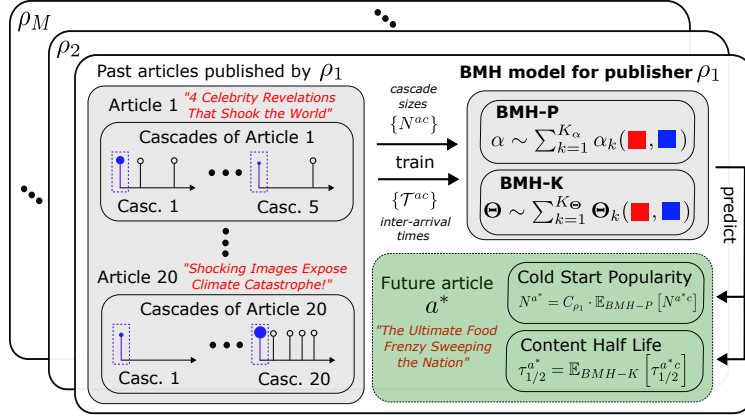 ρ_M
ρ_2
Past articles published by ρ_1
Article 1
"4 Celebrity Revelations
That Shook the World"
Cascades of Article 1
Casc. 1
Casc. 5
Article 20
"Shocking Images Expose
Climate Catastrophe!"
Cascades of Article 20
Casc. 1
Casc. 20
cascade
sizes
{N^{ac}}
train
{𝒯^{ac}}
inter-arrival
times
BMH model for publisher ρ_1
BMH-P
α ∼ ∑_{k=1}^{K_α} α_k(■, ■)
BMH-K
Θ ∼ ∑_{k=1}^{K_Θ} Θ_k(■, ■)
predict
Future article
a*
"The Ultimate Food
Frenzy Sweeping
the Nation"
Cold Start Popularity
N^{a*} = C_{ρ_1} · 𝔼_{BMH−P} [N^{a*c}]
Content Half Life
τ_{1/2}^{a*} = 𝔼_{BMH−K} [τ_{1/2}^{a*c}]